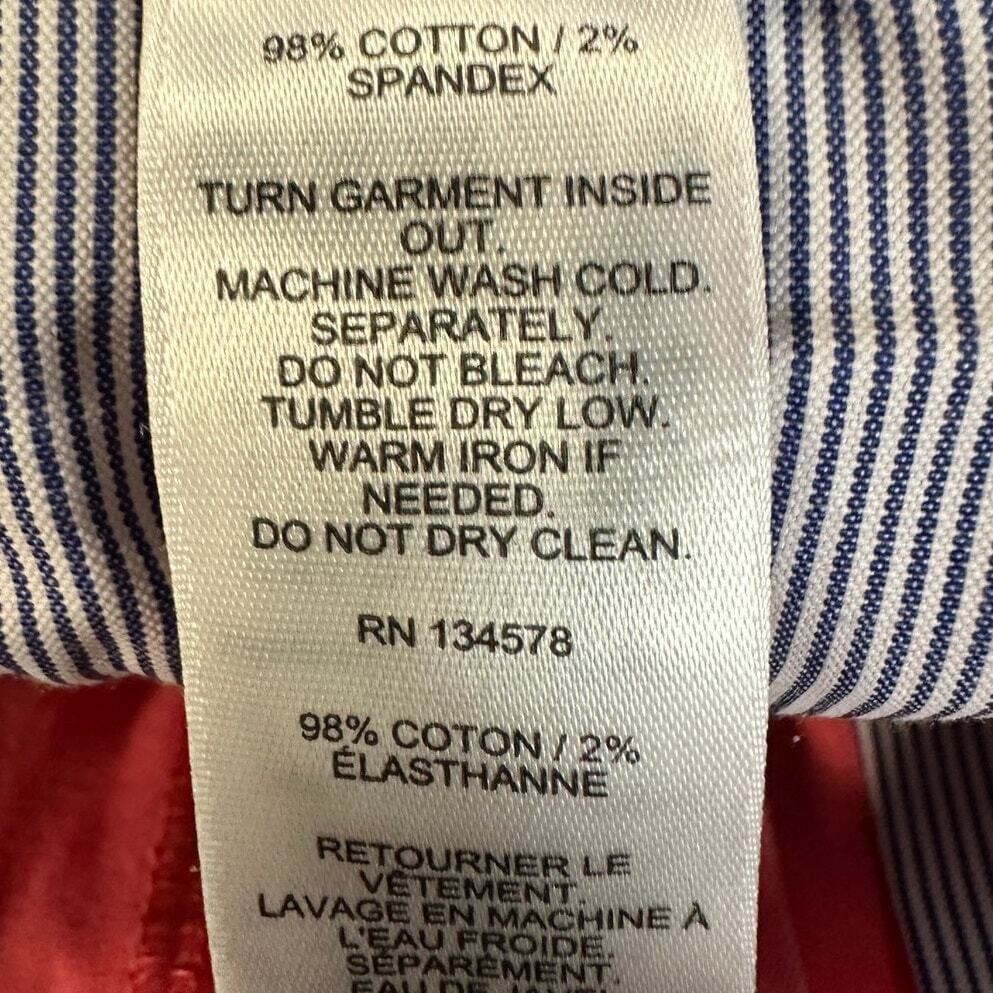 98% COTTON / 2%
SPANDEX
TURN GARMENT INSIDE
OUT.
MACHINE WASH COLD.
SEPARATELY.
DO NOT BLEACH.
TUMBLE DRY LOW.
WARM IRON IF
NEEDED.
DO NOT DRY CLEAN.
RN 134578
98% COTON / 2%
ÉLASTHANNE
RETOURNER LE
VÊTEMENT.
LAVAGE EN MACHINE À
L'EAU FROIDE.
SÉPARÉMENT.
EAU DE